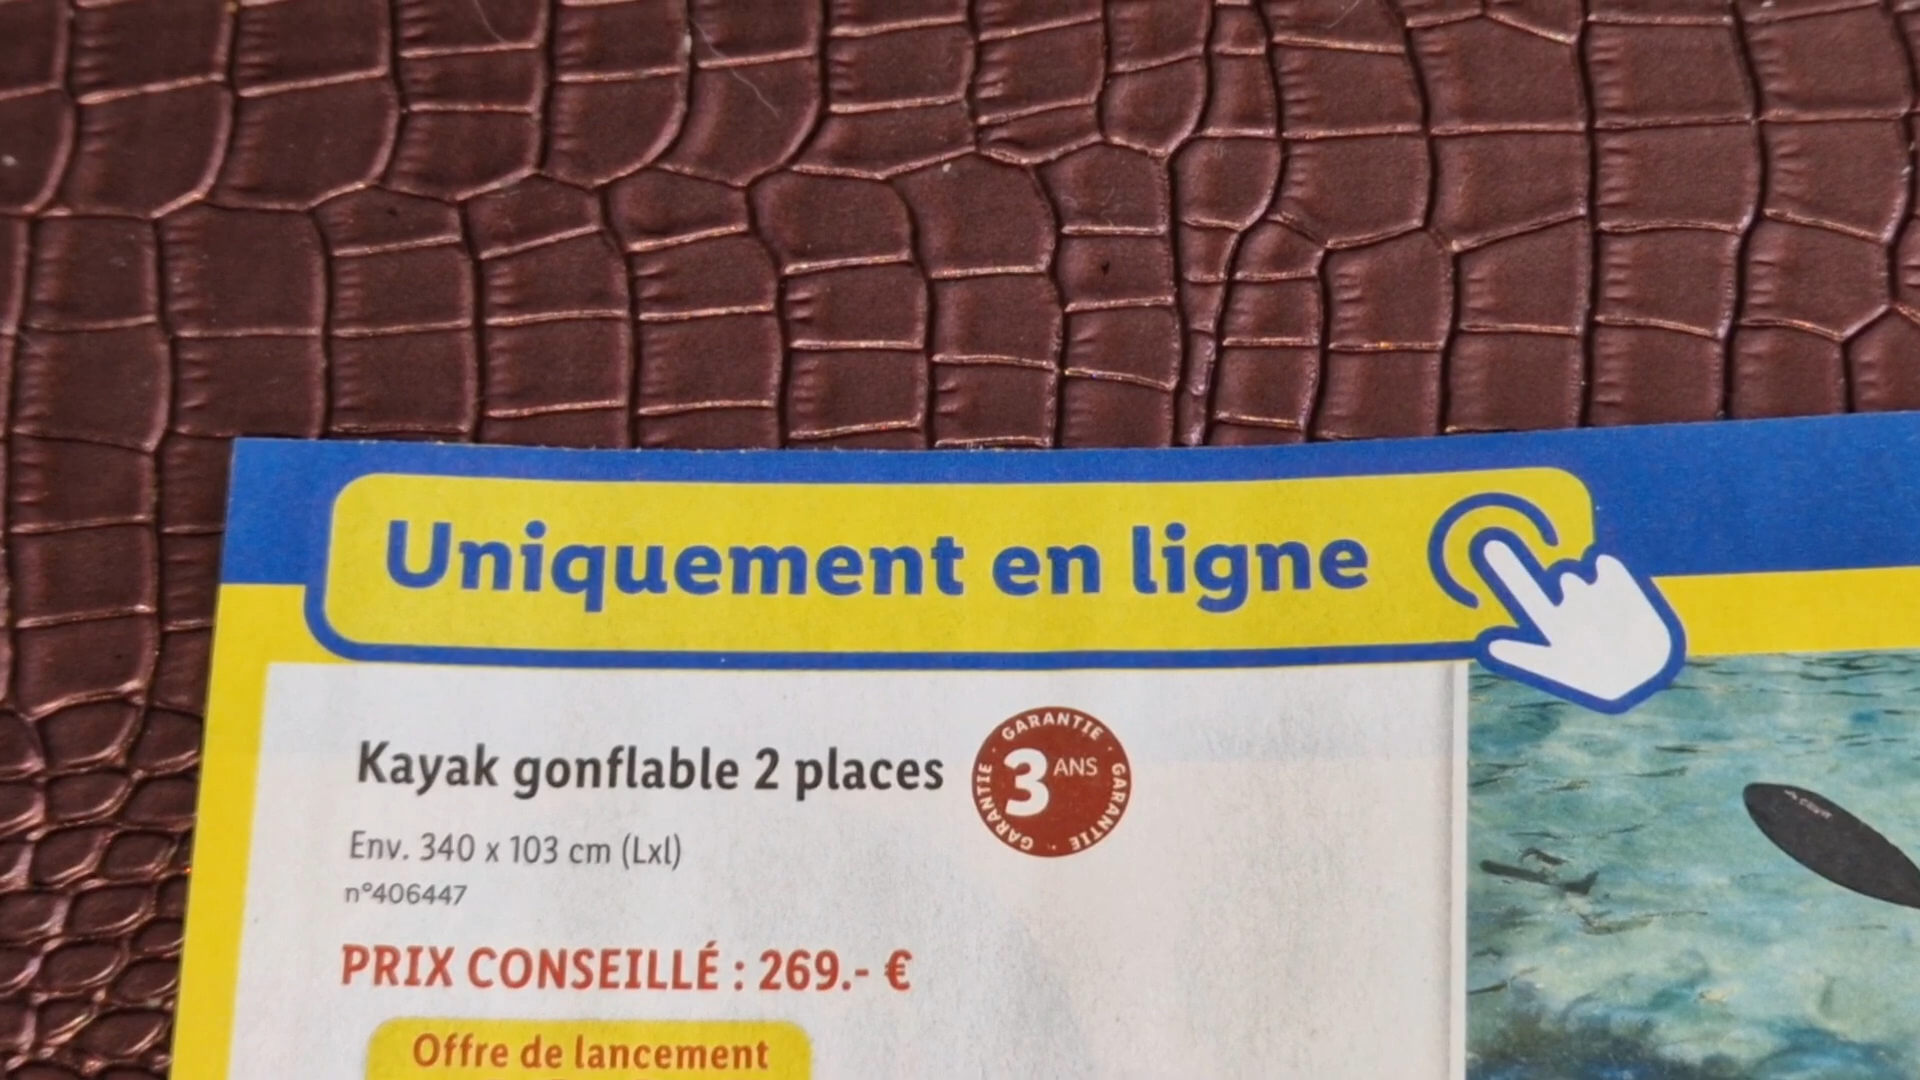 Uniquement en ligne
Kayak gonflable 2 places
GARANTIE · GARANTIE · GARANTIE · GARANTIE
3 ANS
Env. 340 x 103 cm (Lxl)
n°406447
PRIX CONSEILLÉ : 269.- €
Offre de lancement